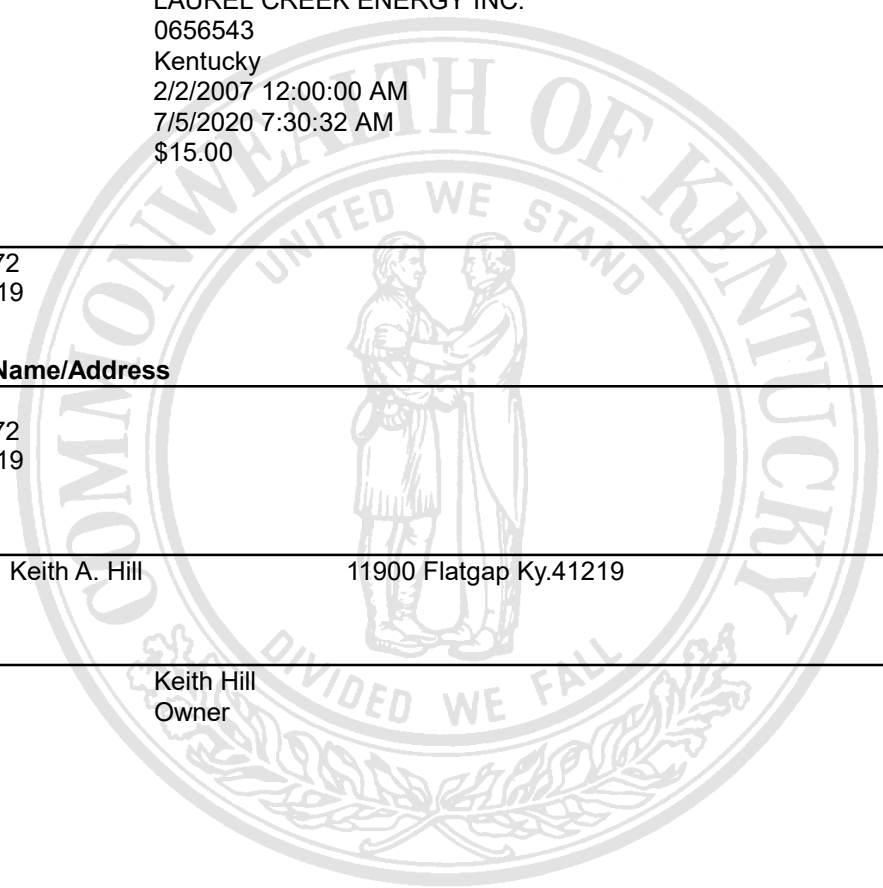 LAUREL CREEK ENERGY INC.
0656543
Kentucky
2/2/2007 12:00:00 AM
7/5/2020 7:30:32 AM
$15.00
72
19
Name/Address
72
19
Keith A. Hill 11900 Flatgap Ky.41219
Keith Hill
Owner
COMMONWEALTH OF KENTUCKY
UNITED WE STAND
DIVIDED WE FALL